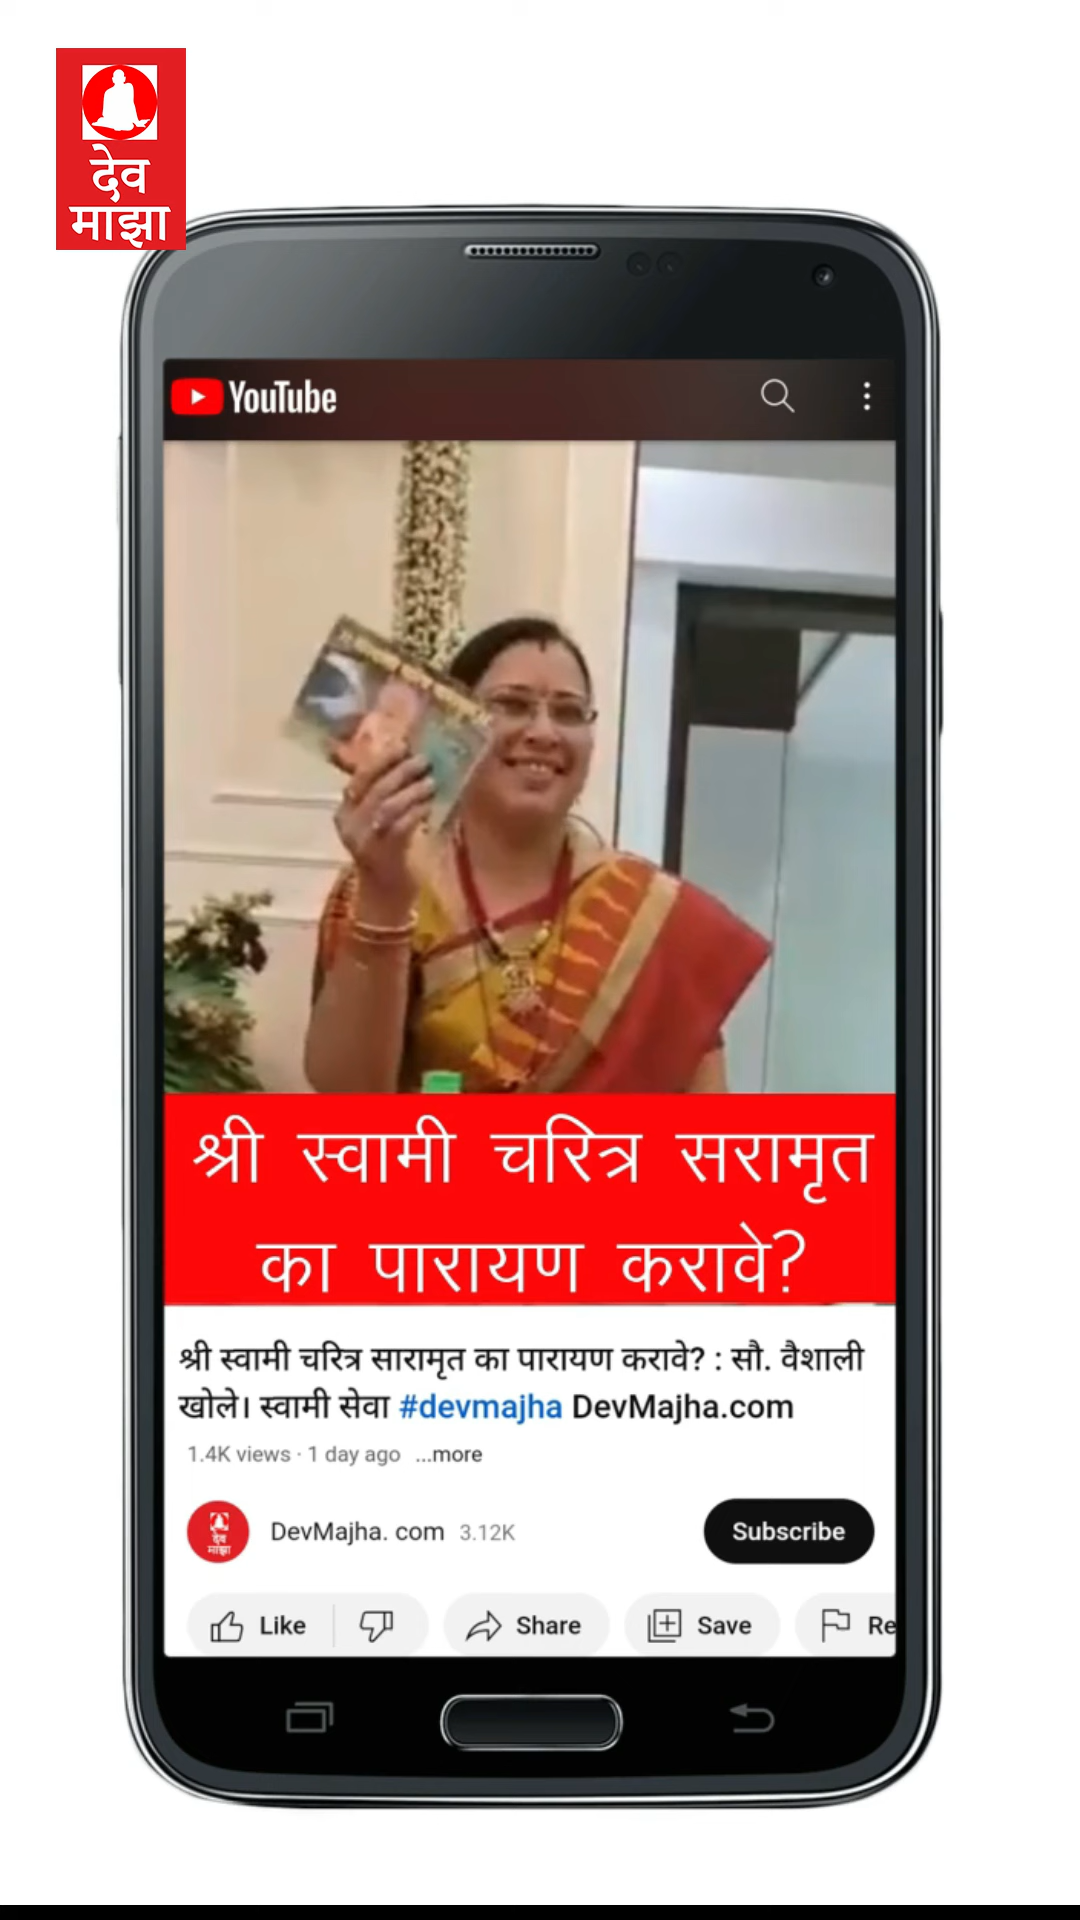 देव
माझा
YouTube
श्री स्वामी चरित्र सरामृत
का पारायण करावे?
श्री स्वामी चरित्र सारामृत का पारायण करावे? : सौ. वैशाली
खोले। स्वामी सेवा #devmajha DevMajha.com
1.4K views · 1 day ago ...more
देव
माझा
DevMajha. com 3.12K Subscribe
Like Share Save Re